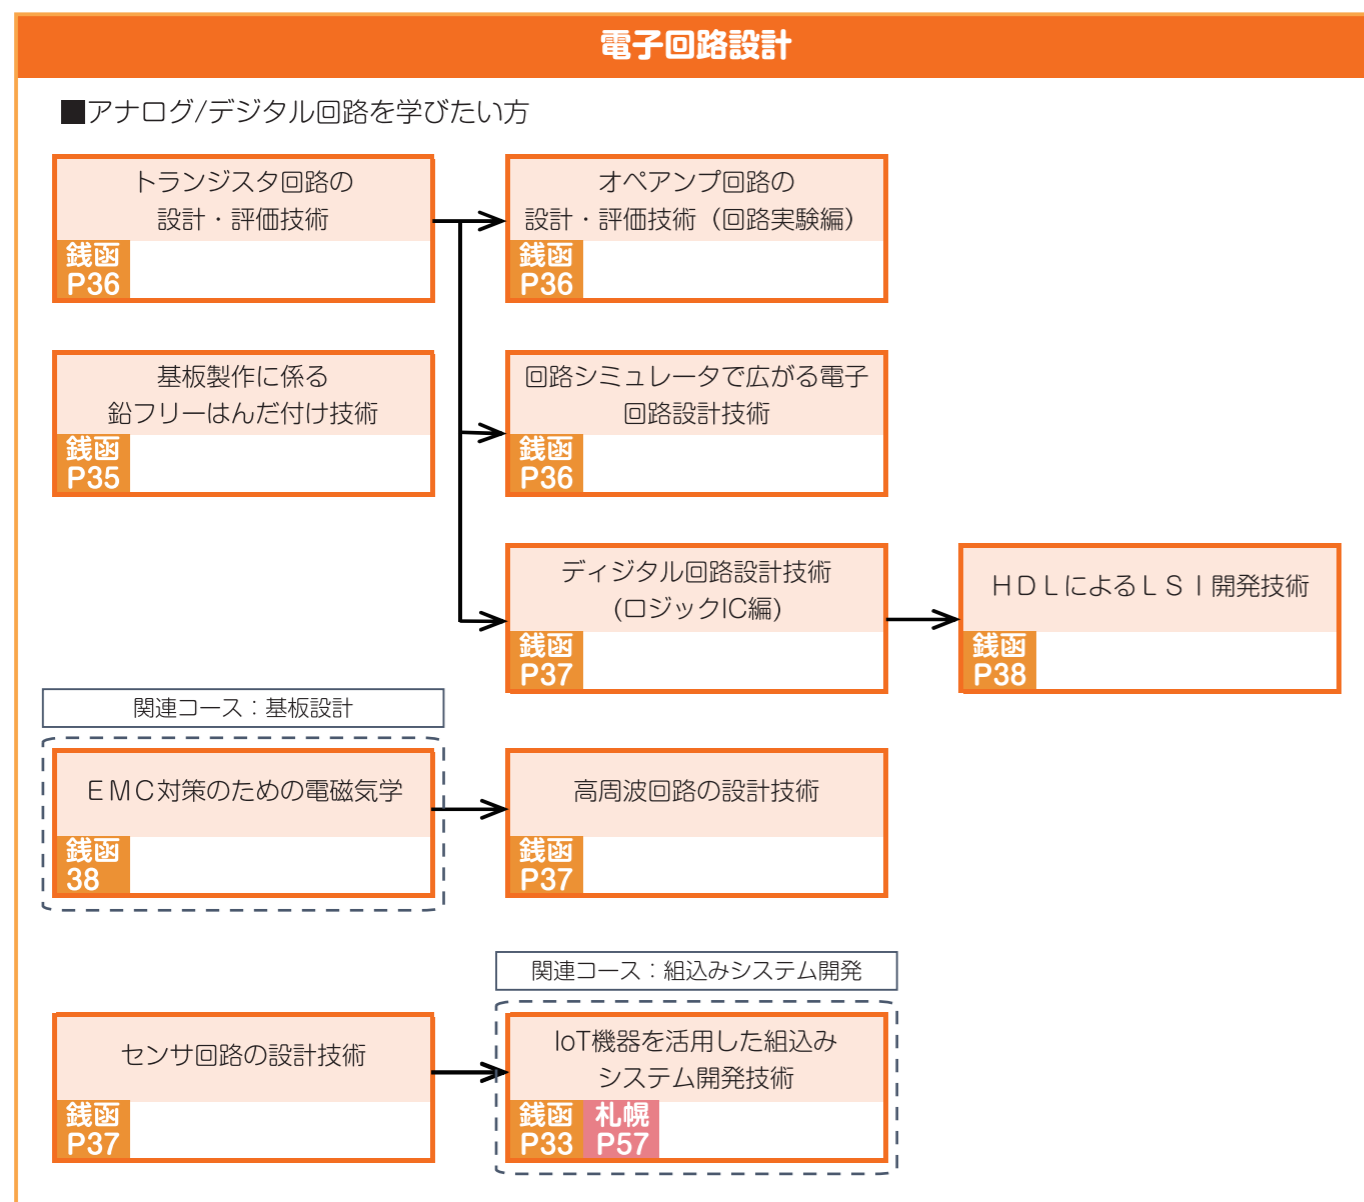 電子回路設計
■アナログ/デジタル回路を学びたい方
トランジスタ回路の
設計・評価技術
銭函
P36
オペアンプ回路の
設計・評価技術（回路実験編）
銭函
P36
基板製作に係る
鉛フリーはんだ付け技術
銭函
P35
回路シミュレータで広がる電子
回路設計技術
銭函
P36
ディジタル回路設計技術
(ロジックIC編)
銭函
P37
ＨＤＬによるＬＳＩ開発技術
銭函
P38
関連コース：基板設計
ＥＭＣ対策のための電磁気学
銭函
38
高周波回路の設計技術
銭函
P37
センサ回路の設計技術
銭函
P37
関連コース：組込みシステム開発
IoT機器を活用した組込み
システム開発技術
銭函
P33
札幌
P57